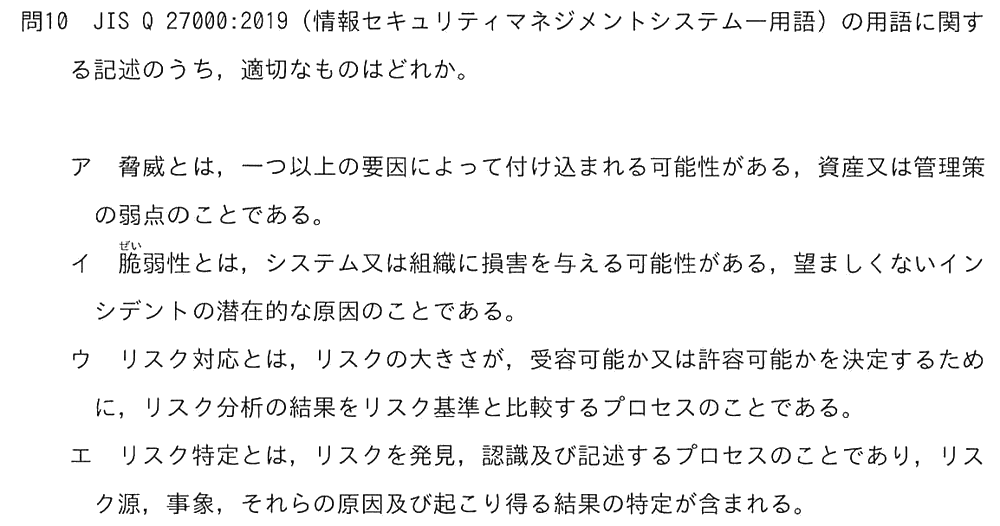 問10 JIS Q 27000:2019（情報セキュリティマネジメントシステム－用語）の用語に関す
る記述のうち，適切なものはどれか。
ア 脅威とは，一つ以上の要因によって付け込まれる可能性がある，資産又は管理策
の弱点のことである。
ぜい
イ 脆弱性とは，システム又は組織に損害を与える可能性がある，望ましくないイン
シデントの潜在的な原因のことである。
ウ リスク対応とは，リスクの大きさが，受容可能か又は許容可能かを決定するため
に，リスク分析の結果をリスク基準と比較するプロセスのことである。
エ リスク特定とは，リスクを発見，認識及び記述するプロセスのことであり，リス
ク源，事象，それらの原因及び起こり得る結果の特定が含まれる。